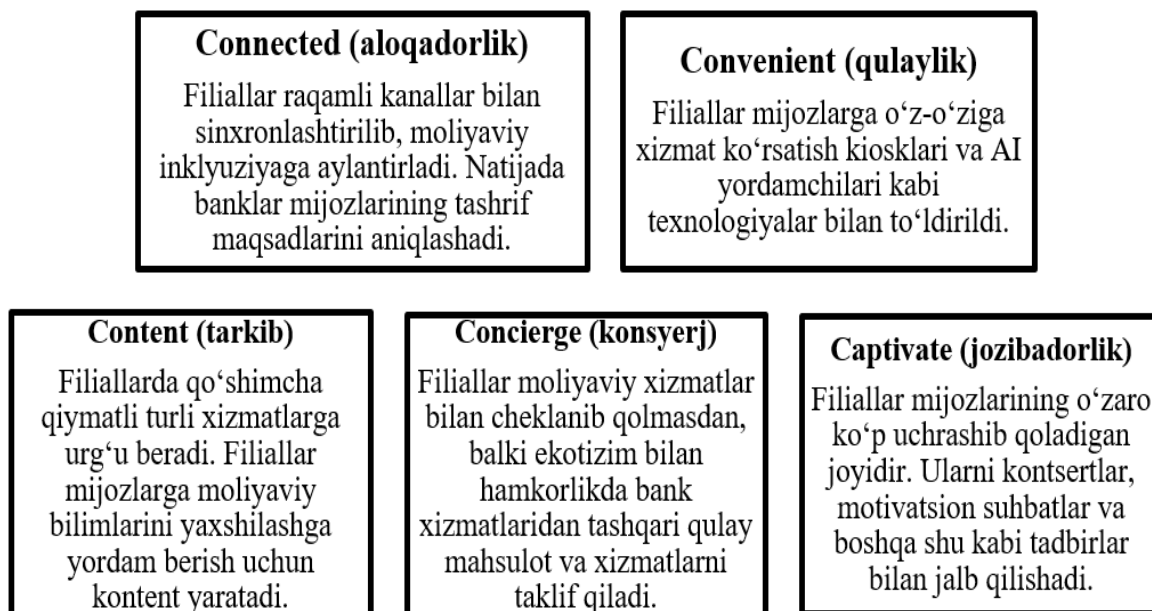 Connected (aloqadorlik)
Filiallar raqamli kanallar bilan
sinxronlashtirilib, moliyaviy
inklyuziyaga aylantirladi. Natijada
banklar mijozlarining tashrif
maqsadlarini aniqlashadi.
Convenient (qulaylik)
Filiallar mijozlarga o‘z-o‘ziga
xizmat ko‘rsatish kiosklari va AI
yordamchilari kabi
texnologiyalar bilan to‘ldirildi.
Content (tarkib)
Filiallarda qo‘shimcha
qiymatli turli xizmatlarga
urg‘u beradi. Filiallar
mijozlarga moliyaviy
bilimlarini yaxshilashga
yordam berish uchun
kontent yaratadi.
Concierge (konsyerj)
Filiallar moliyaviy xizmatlar
bilan cheklanib qolmasdan,
balki ekotizim bilan
hamkorlikda bank
xizmatlaridan tashqari qulay
mahsulot va xizmatlarni
taklif qiladi.
Captivate (jozibadorlik)
Filiallar mijozlarining o‘zaro
ko‘p uchrashib qoladigan
joyidir. Ularni kontsertlar,
motivatsion suhbatlar va
boshqa shu kabi tadbirlar
bilan jalb qilishadi.